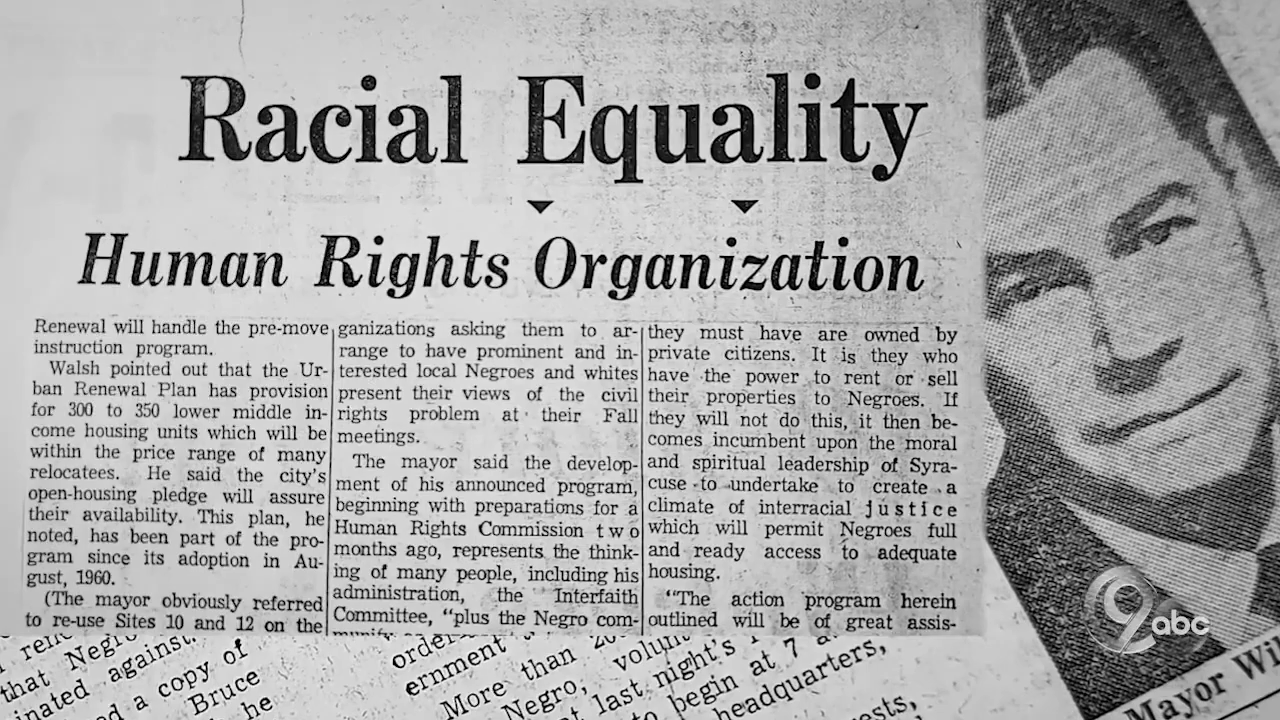 Racial Equality
Human Rights Organization
Renewal will handle the pre-move
instruction program.
Walsh pointed out that the Ur-
ban Renewal Plan has provision
for 300 to 350 lower middle in-
come housing units which will be
within the price range of many
relocatees. He said the city's
open-housing pledge will assure
their availability. This plan, he
noted, has been part of the pro-
gram since its adoption in Au-
gust, 1960.
(The mayor obviously referred
to re-use Sites 10 and 12 on the
ganizations asking them to ar-
range to have prominent and in-
terested local Negroes and whites
present their views of the civil
rights problem at their Fall
meetings.
The mayor said the develop-
ment of his announced program,
beginning with preparations for a
Human Rights Commission two
months ago, represents the think-
ing of many people, including his
administration, the Interfaith
Committee, "plus the Negro com-
they must have are owned by
private citizens. It is they who
have the power to rent or sell
their properties to Negroes. If
they will not do this, it then be-
comes incumbent upon the moral
and spiritual leadership of Syra-
cuse to undertake to create a
climate of interracial justice
which will permit Negroes full
and ready access to adequate
housing.
"The action program herein
outlined will be of great assis-
that
against
a copy of
Bruce
he
ernment
More than
Negro,
last night's
begin at 7
headquarters,
Mayor
9 abc